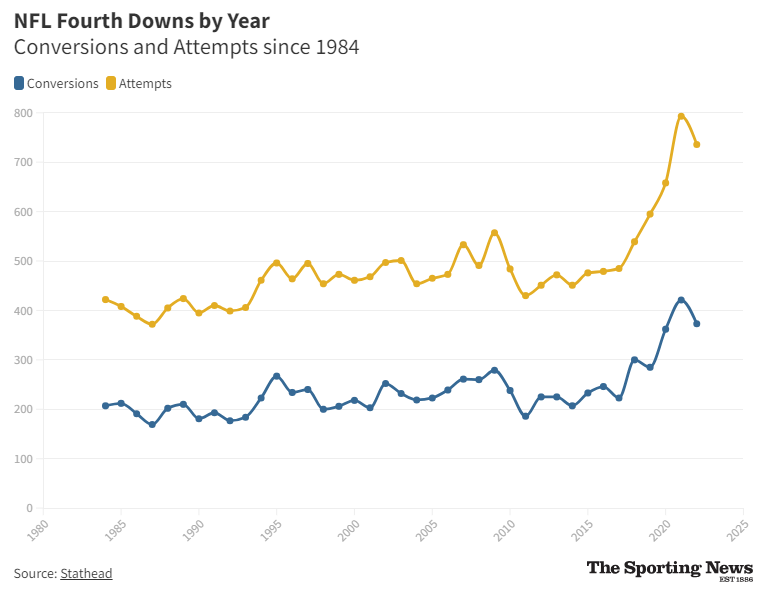 NFL Fourth Downs by Year
Conversions and Attempts since 1984
Conversions Attempts
800
700
600
500
400
300
200
100
0
1980 1985 1990 1995 2000 2005 2010 2015 2020 2025
Source: Stathead
The Sporting News
EST 1886